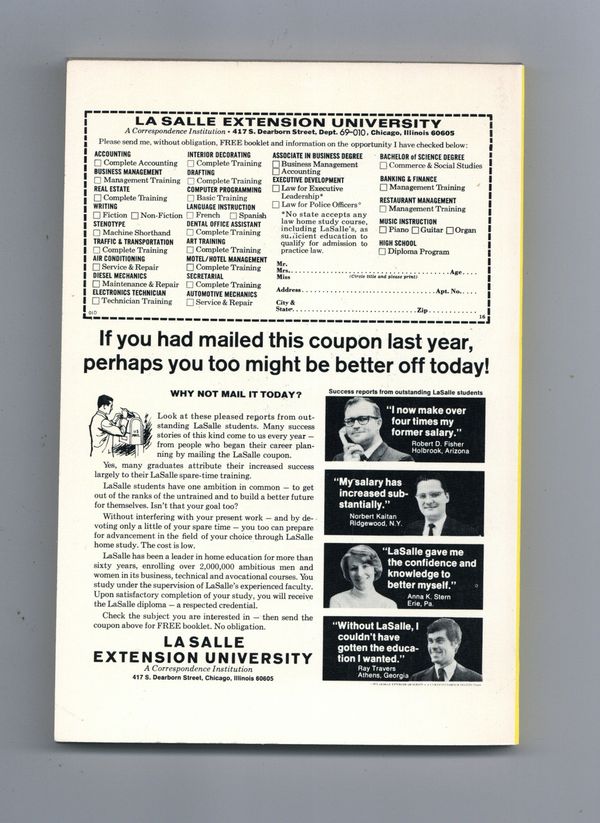 LA SALLE EXTENSION UNIVERSITY
A Correspondence Institution • 417 S. Dearborn Street, Dept. 69-010, Chicago, Illinois 60605
Please send me, without obligation, FREE booklet and information on the opportunity I have checked below:
ACCOUNTING
Complete Accounting
BUSINESS MANAGEMENT
Management Training
REAL ESTATE
Complete Training
WRITING
Fiction Non-Fiction
STENOTYPE
Machine Shorthand
TRAFFIC & TRANSPORTATION
Complete Training
AIR CONDITIONING
Service & Repair
DIESEL MECHANICS
Maintenance & Repair
ELECTRONICS TECHNICIAN
Technician Training
INTERIOR DECORATING
Complete Training
DRAFTING
Complete Training
COMPUTER PROGRAMMING
Basic Training
LANGUAGE INSTRUCTION
French Spanish
DENTAL OFFICE ASSISTANT
Complete Training
ART TRAINING
Complete Training
MOTEL/HOTEL MANAGEMENT
Complete Training
SECRETARIAL
Complete Training
AUTOMOTIVE MECHANICS
Service & Repair
ASSOCIATE IN BUSINESS DEGREE
Business Management
Accounting
EXECUTIVE DEVELOPMENT
Law for Executive
Leadership*
Law for Police Officers*
*No state accepts any
law home study course,
including LaSalle's, as
su..icient education to
qualify for admission to
practice law.
BACHELOR of SCIENCE DEGREE
Commerce & Social Studies
BANKING & FINANCE
Management Training
RESTAURANT MANAGEMENT
Management Training
MUSIC INSTRUCTION
Piano Guitar Organ
HIGH SCHOOL
Diploma Program
Mr.
Mrs. Age
Miss (Circle title and please print)
Address Apt. No.
City &
State Zip
010 16
If you had mailed this coupon last year,
perhaps you too might be better off today!
WHY NOT MAIL IT TODAY?
Look at these pleased reports from out-
standing LaSalle students. Many success
stories of this kind come to us every year —
from people who began their career plan-
ning by mailing the LaSalle coupon.
Yes, many graduates attribute their increased success
largely to their LaSalle spare-time training.
LaSalle students have one ambition in common — to get
out of the ranks of the untrained and to build a better future
for themselves. Isn't that your goal too?
Without interfering with your present work — and by de-
voting only a little of your spare time — you too can prepare
for advancement in the field of your choice through LaSalle
home study. The cost is low.
LaSalle has been a leader in home education for more than
sixty years, enrolling over 2,000,000 ambitious men and
women in its business, technical and avocational courses. You
study under the supervision of LaSalle's experienced faculty.
Upon satisfactory completion of your study, you will receive
the LaSalle diploma — a respected credential.
Check the subject you are interested in — then send the
coupon above for FREE booklet. No obligation.
LA SALLE
EXTENSION UNIVERSITY
A Correspondence Institution
417 S. Dearborn Street, Chicago, Illinois 60605
Success reports from outstanding LaSalle students
"I now make over
four times my
former salary."
Robert D. Fisher
Holbrook, Arizona
"My salary has
increased sub-
stantially."
Norbert Kaitan
Ridgewood, N.Y.
"LaSalle gave me
the confidence and
knowledge to
better myself."
Anna K. Stern
Erie, Pa.
"Without LaSalle, I
couldn't have
gotten the educa-
tion I wanted."
Ray Travers
Athens, Georgia